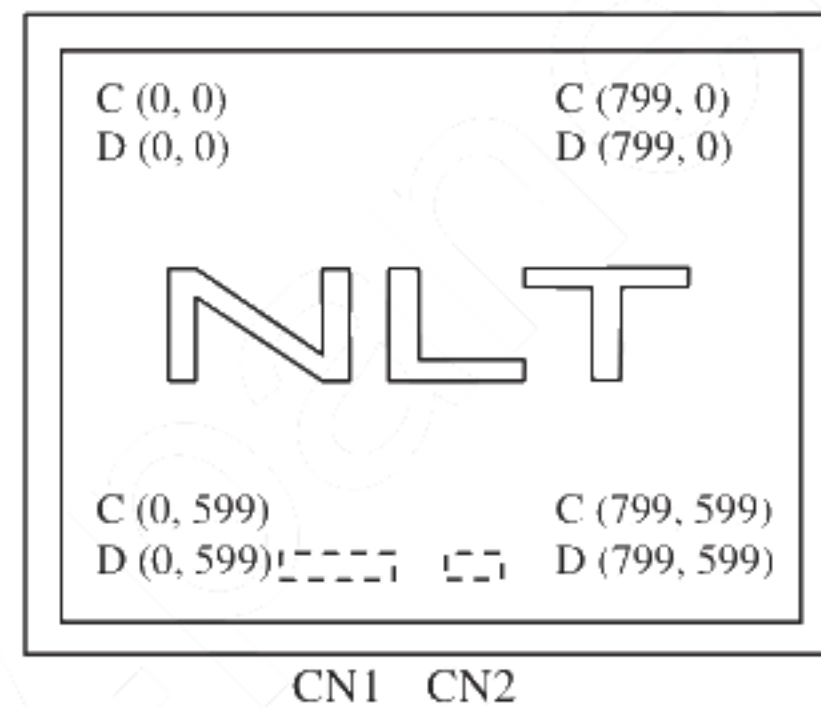 C (0, 0) C (799, 0)
D (0, 0) D (799, 0)
NLT
C (0, 599) C (799, 599)
D (0, 599) D (799, 599)
CN1 CN2